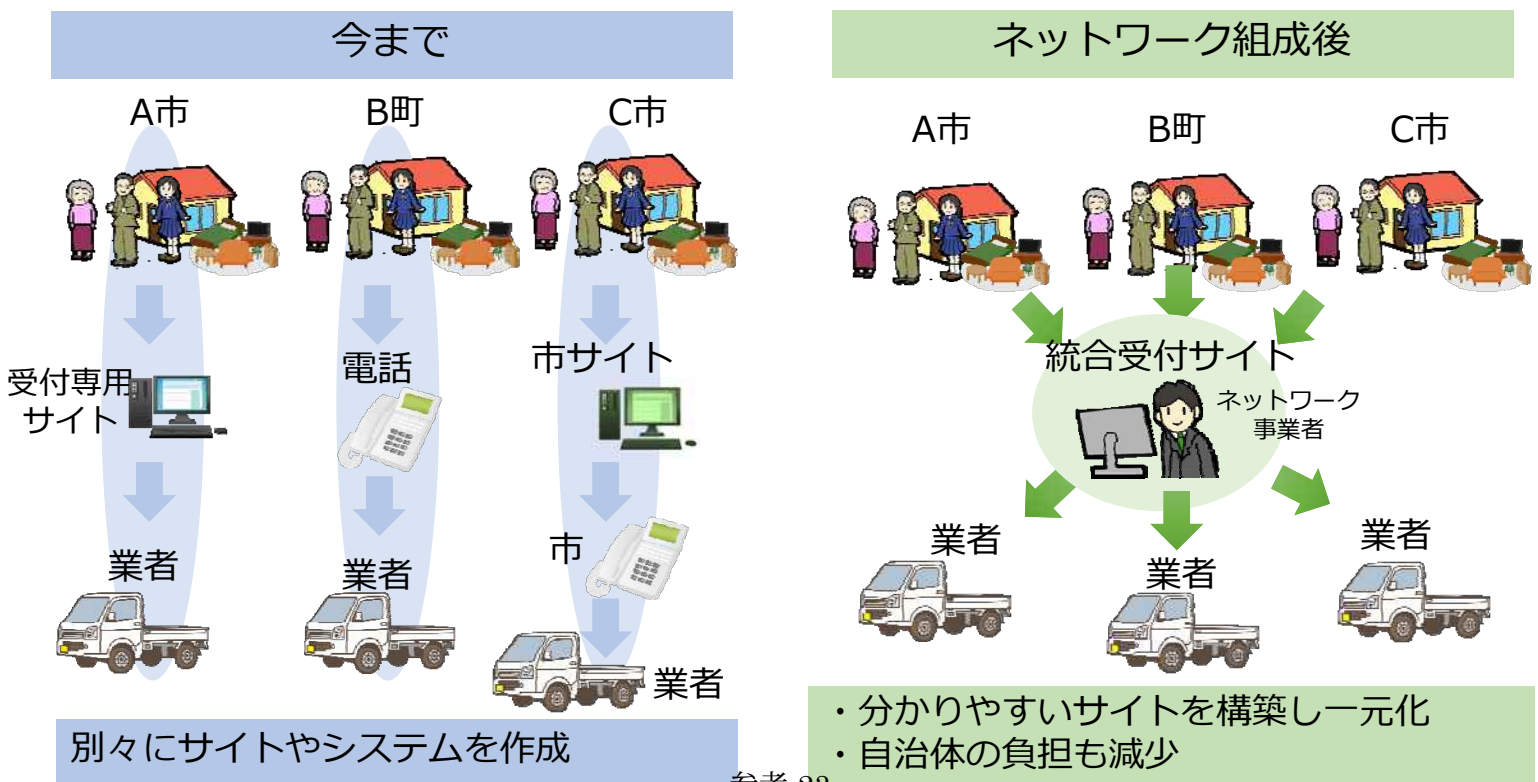 今まで
A市
B町
C市
受付専用
サイト
電話
市サイト
市
業者
業者
業者
別々にサイトやシステムを作成
ネットワーク組成後
A市
B町
C市
統合受付サイト
ネットワーク
事業者
業者
業者
業者
・分かりやすいサイトを構築し一元化
・自治体の負担も減少